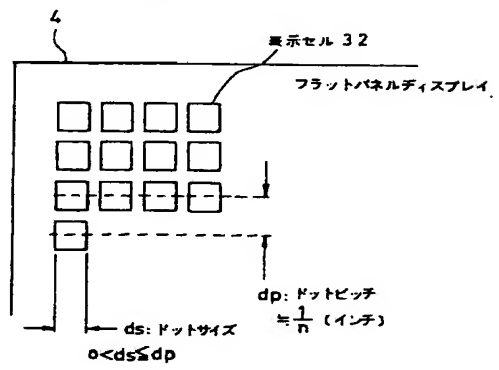 4
表示セル 32
フラットパネルディスプレイ
dp: ドットピッチ
≒1/n (インチ)
ds: ドットサイズ
0<ds≦dp